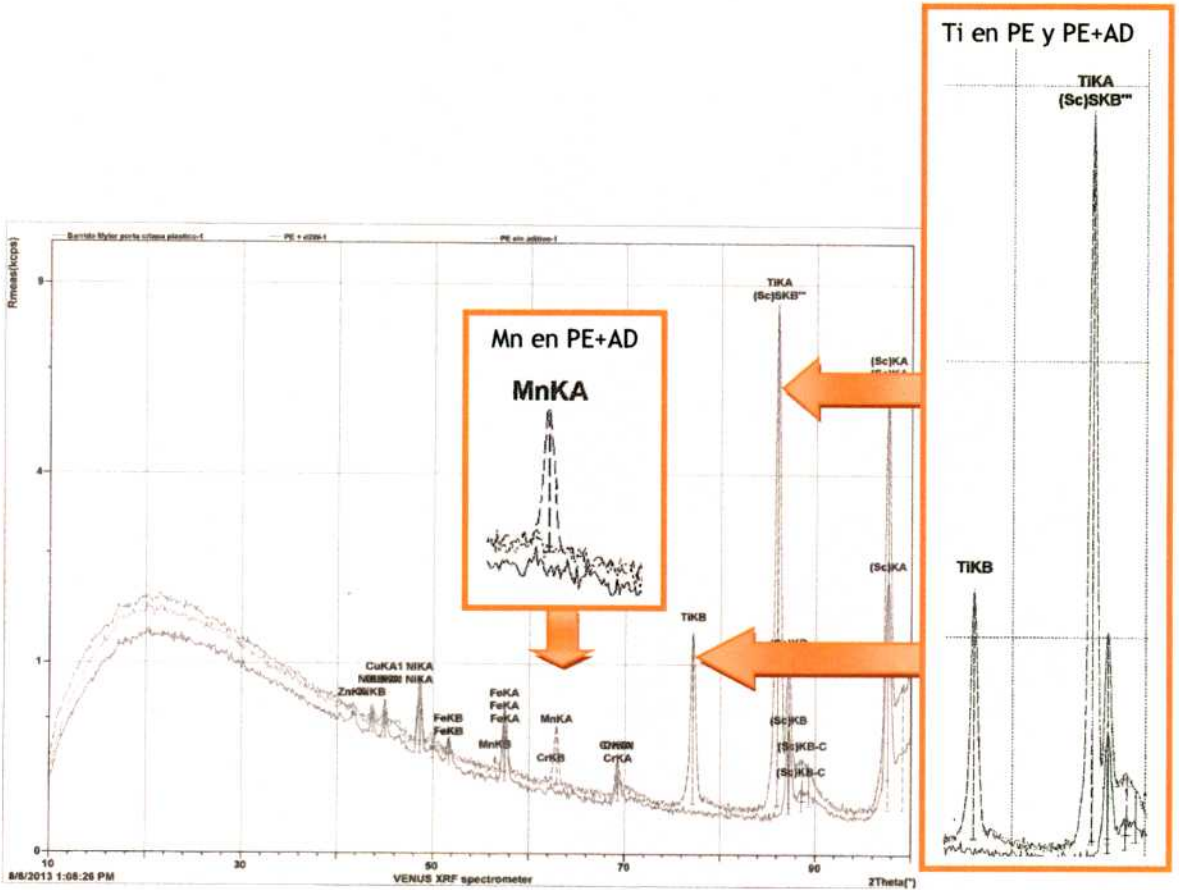 Ti en PE y PE+AD
TiKA
(Sc)SKB'''
TiKB
Barrido Mylar porta
PE sin aditivo-1
Rmeas(kcps)
9
4
1
0
Mn en PE+AD
MnKA
TiKA
(Sc)SKB'''
(Sc)KA
(Sc)KA
TiKB
CuKA1 NiKA
NiKA
FeKB
FeKB
FeKA
FeKA
FeKA
MnKB
MnKA
CrKB
CrKA
(Sc)KB
(Sc)KB-C
(Sc)KB-C
10
30
50
70
90
8/6/2013 1:08:26 PM
VENUS XRF spectrometer
2Theta(°)